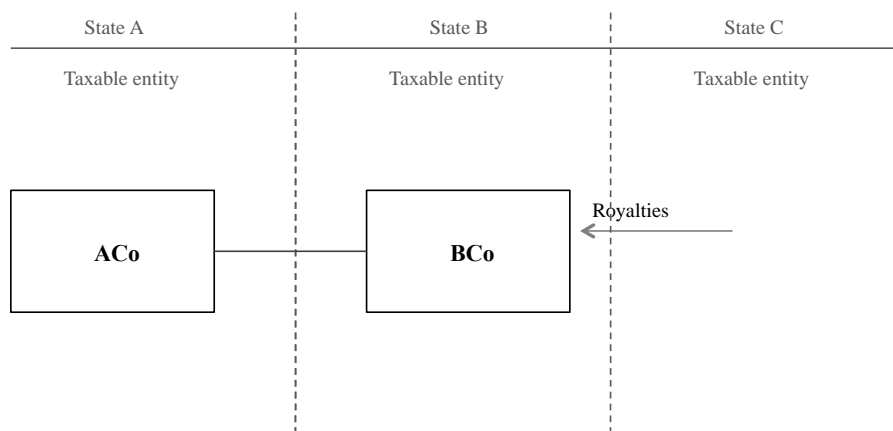 State A State B State C
Taxable entity Taxable entity Taxable entity
Royalties
ACo BCo